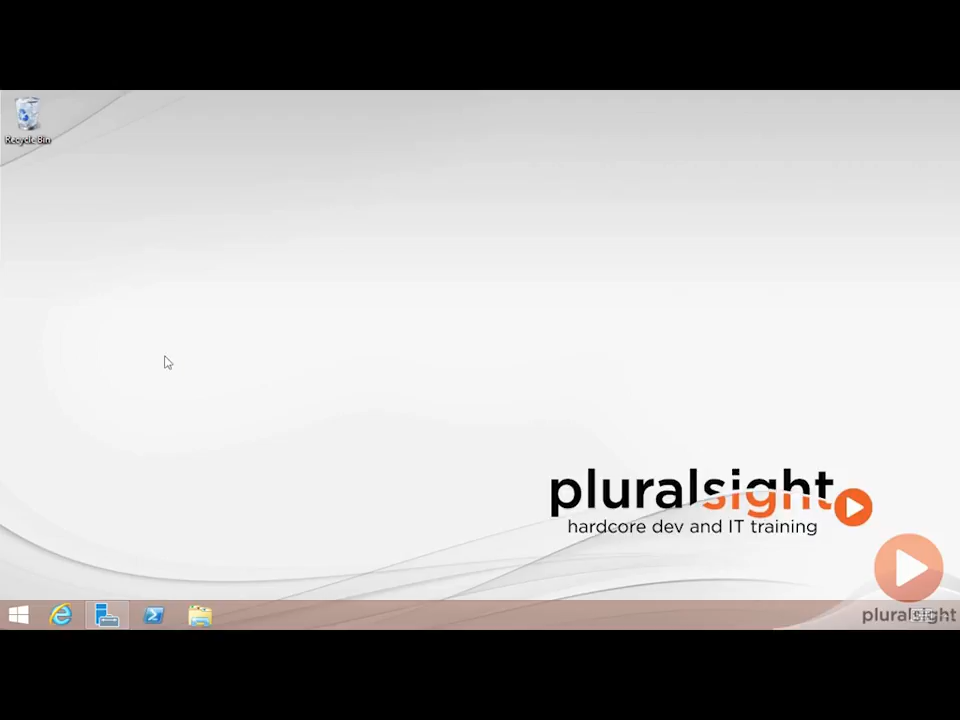 Recycle Bin
pluralsight
hardcore dev and IT training
pluralsight